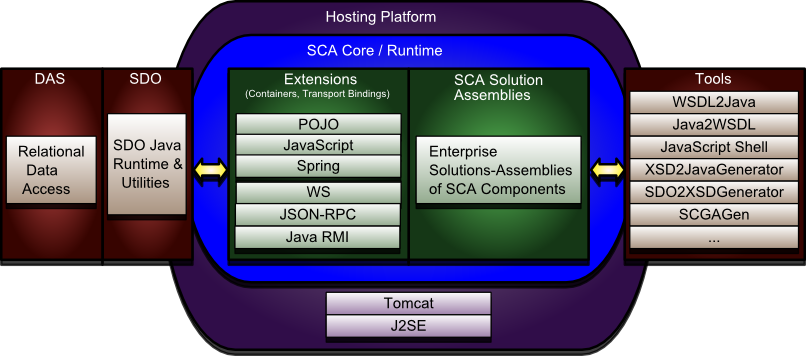 Hosting Platform
SCA Core / Runtime
DAS
SDO
Extensions
(Containers, Transport Bindings)
SCA Solution
Assemblies
Tools
Relational
Data
Access
SDO Java
Runtime &
Utilities
POJO
JavaScript
Spring
WS
JSON-RPC
Java RMI
Enterprise
Solutions-Assemblies
of SCA Components
WSDL2Java
Java2WSDL
JavaScript Shell
XSD2JavaGenerator
SDO2XSDGenerator
SCGAGen
...
Tomcat
J2SE